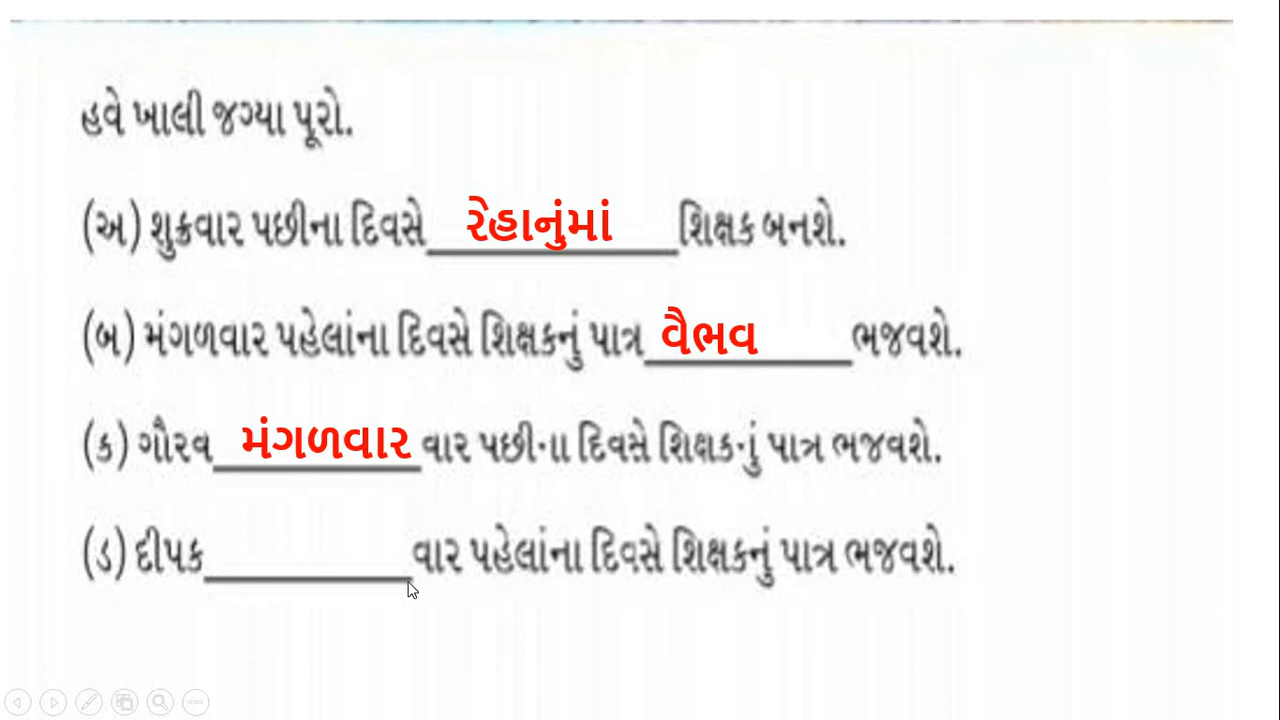 હવે ખાલી જગ્યા પૂરો.
(અ) શુક્રવાર પછીના દિવસે રેહાનુંમાં શિક્ષક બનશે.
(બ) મંગળવાર પહેલાંના દિવસે શિક્ષકનું પાત્ર વૈભવ ભજવશે.
(ક) ગૌરવ મંગળવાર વાર પછીના દિવસે શિક્ષકનું પાત્ર ભજવશે.
(ડ) દીપક____________વાર પહેલાંના દિવસે શિક્ષકનું પાત્ર ભજવશે.